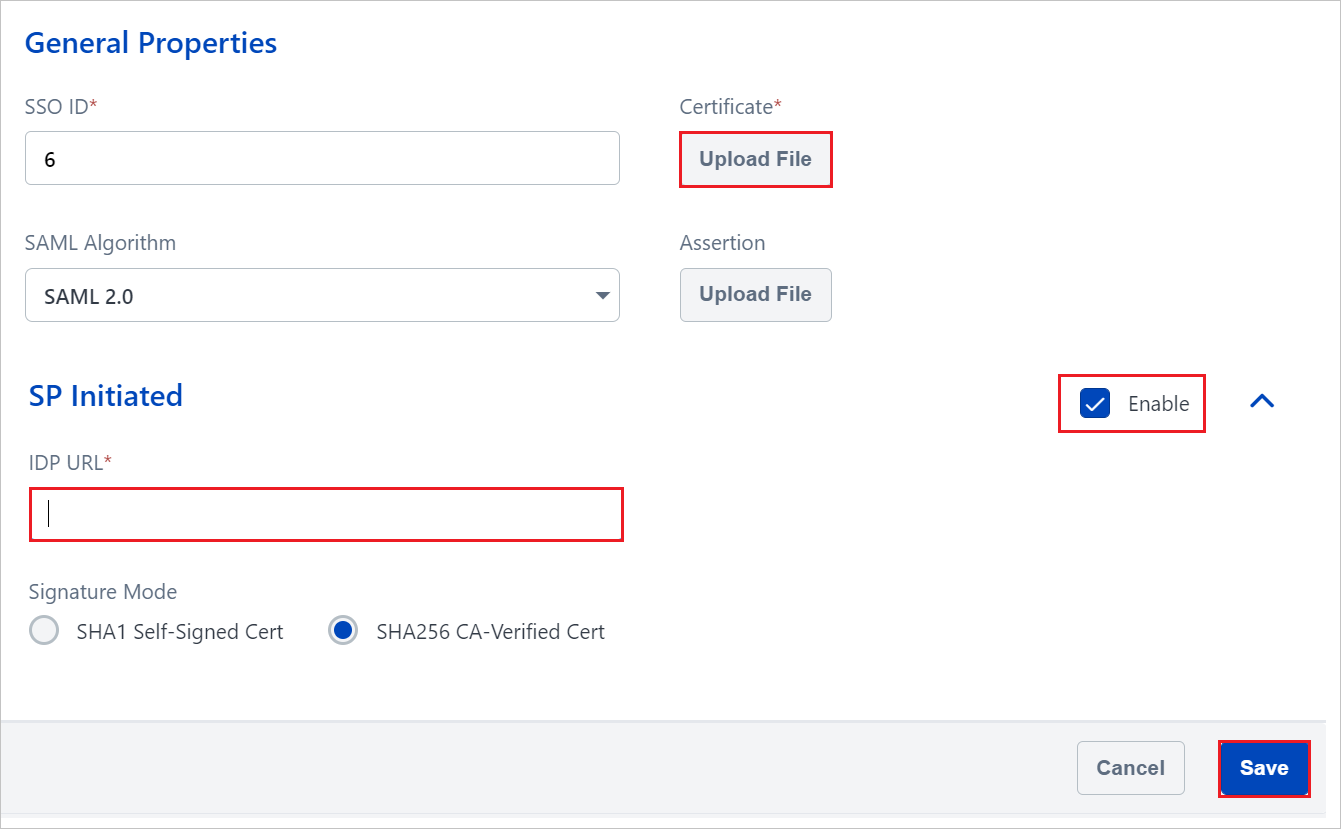 General Properties
SSO ID*
Certificate*
6
Upload File
SAML Algorithm
Assertion
SAML 2.0
Upload File
SP Initiated
Enable
IDP URL*
Signature Mode
SHA1 Self-Signed Cert
SHA256 CA-Verified Cert
Cancel
Save